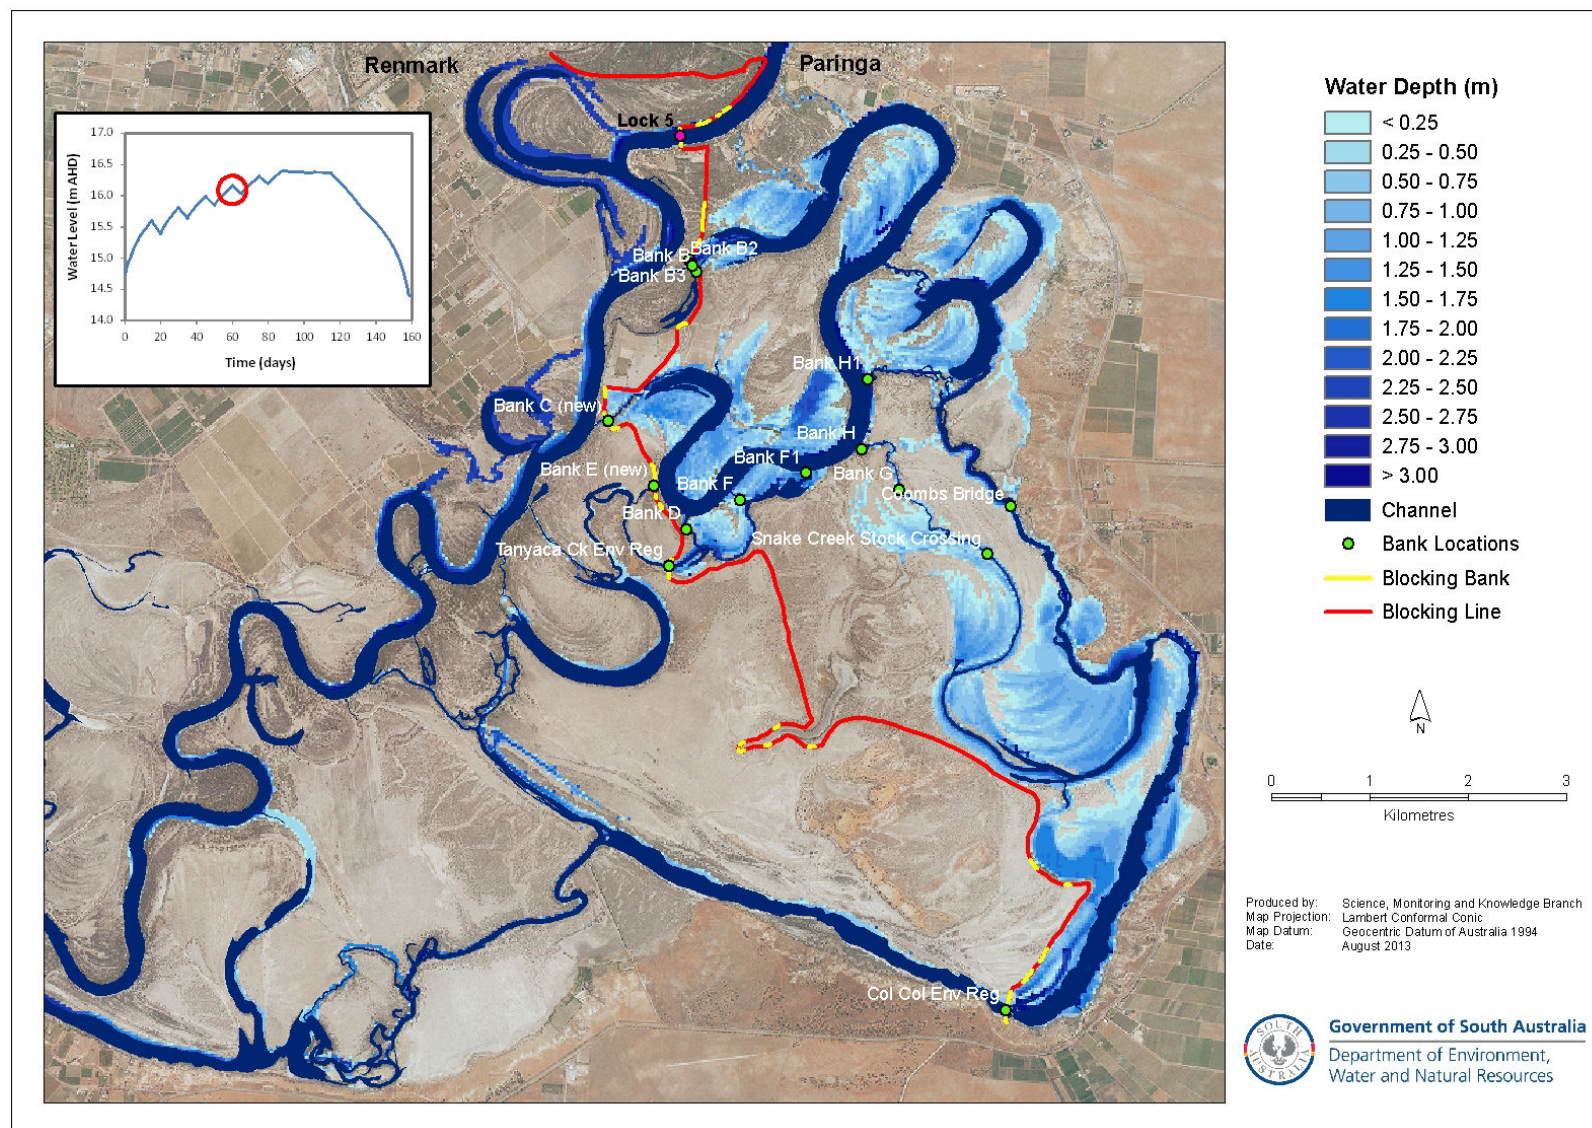 Renmark
Paringa
Lock 5
17.0
16.5
16.0
15.5
15.0
14.5
14.0
Water Level (m AHD)
0 20 40 60 80 100 120 140 160
Time (days)
Bank B2
Bank B
Bank B3
Bank H1
Bank C (new)
Bank H
Bank F1
Bank E (new)
Bank G
Bank F
Coombs Bridge
Bank D
Snake Creek Stock Crossing
Tanyaca Ck Env Reg
Col Col Env Reg
Water Depth (m)
< 0.25
0.25 - 0.50
0.50 - 0.75
0.75 - 1.00
1.00 - 1.25
1.25 - 1.50
1.50 - 1.75
1.75 - 2.00
2.00 - 2.25
2.25 - 2.50
2.50 - 2.75
2.75 - 3.00
> 3.00
Channel
Bank Locations
Blocking Bank
Blocking Line
N
0 1 2 3
Kilometres
Produced by: Science, Monitoring and Knowledge Branch
Map Projection: Lambert Conformal Conic
Map Datum: Geocentric Datum of Australia 1994
Date: August 2013
SOUTH
AUSTRALIA
Government of South Australia
Department of Environment,
Water and Natural Resources